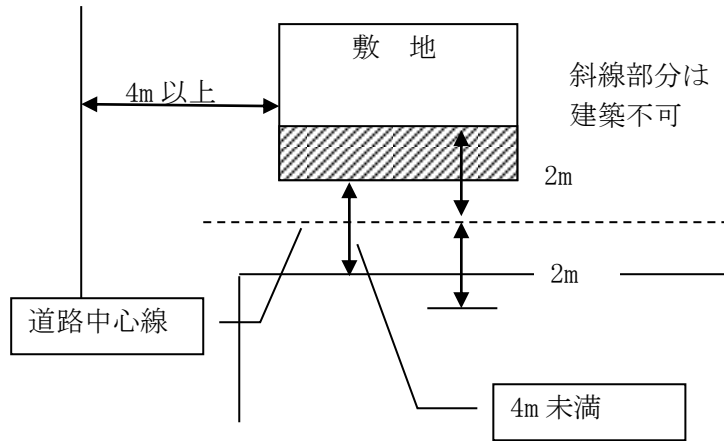 敷　地
4m 以上
斜線部分は
建築不可
2m
2m
道路中心線
4m 未満